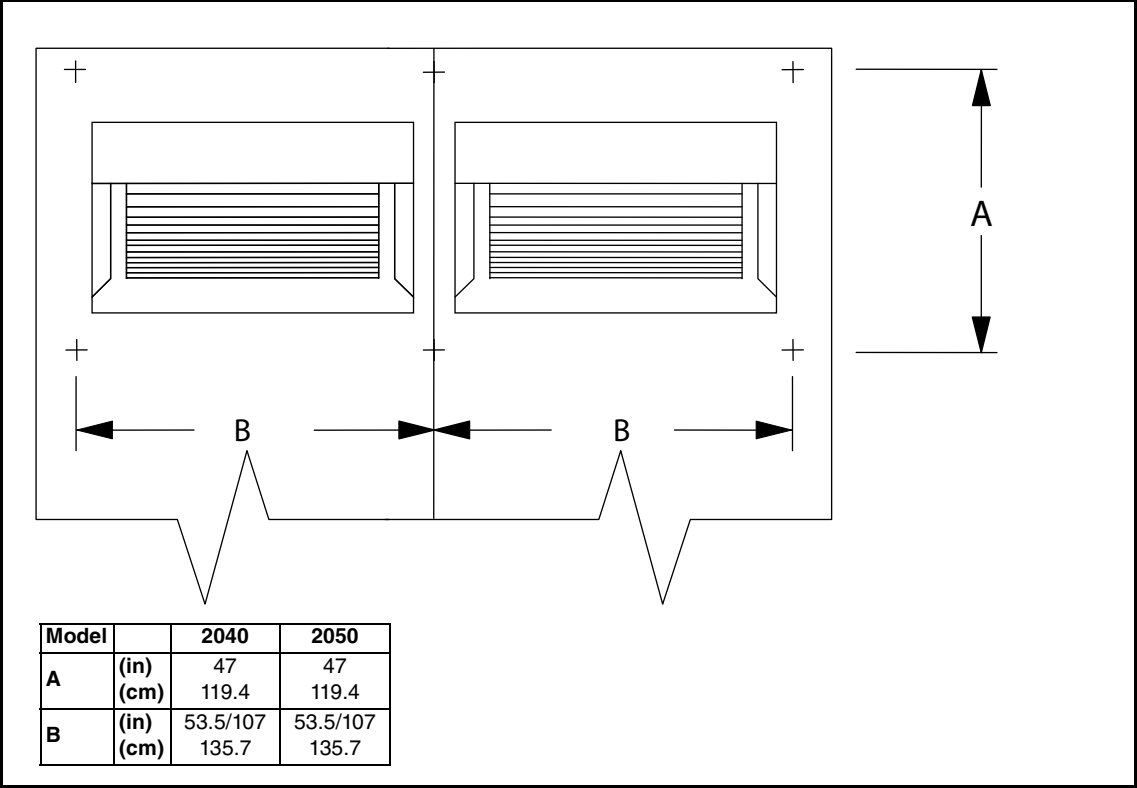 A
B B
Model 2040 2050
A (in) 47 47
(cm) 119.4 119.4
B (in) 53.5/107 53.5/107
(cm) 135.7 135.7